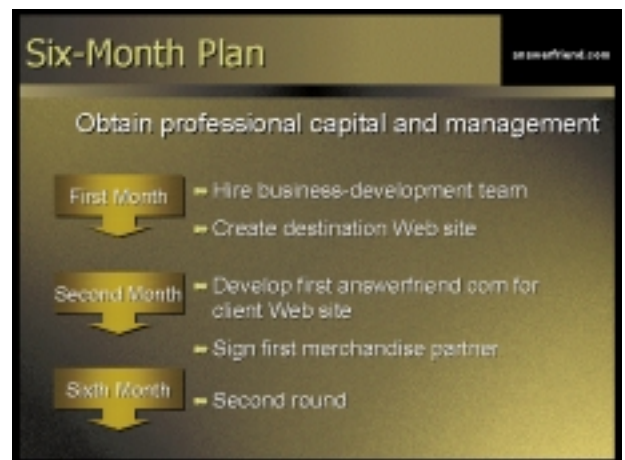 Six-Month Plan
answerfriend.com
Obtain professional capital and management
First Month
Hire business-development team
Create destination Web site
Second Month
Develop first answerfriend.com for
client Web site
Sign first merchandise partner
Sixth Month
Second round